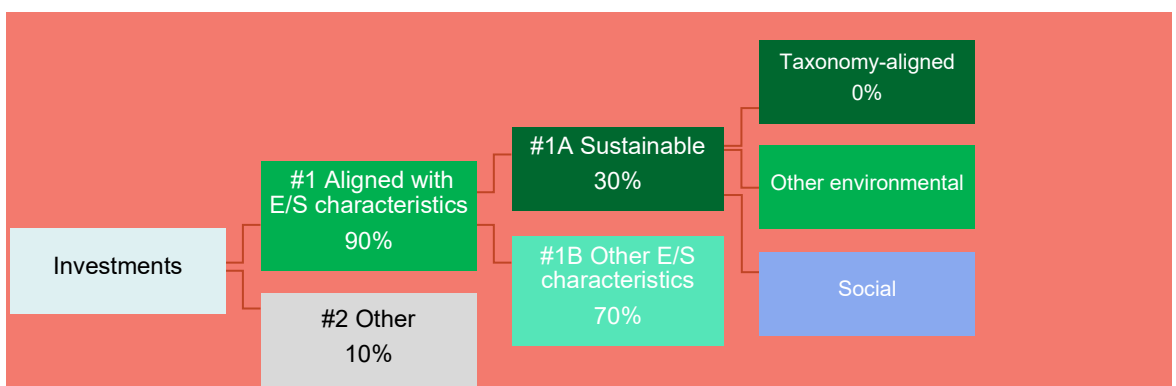 Investments
#1 Aligned with
E/S characteristics
90%
#2 Other
10%
#1A Sustainable
30%
#1B Other E/S
characteristics
70%
Taxonomy-aligned
0%
Other environmental
Social